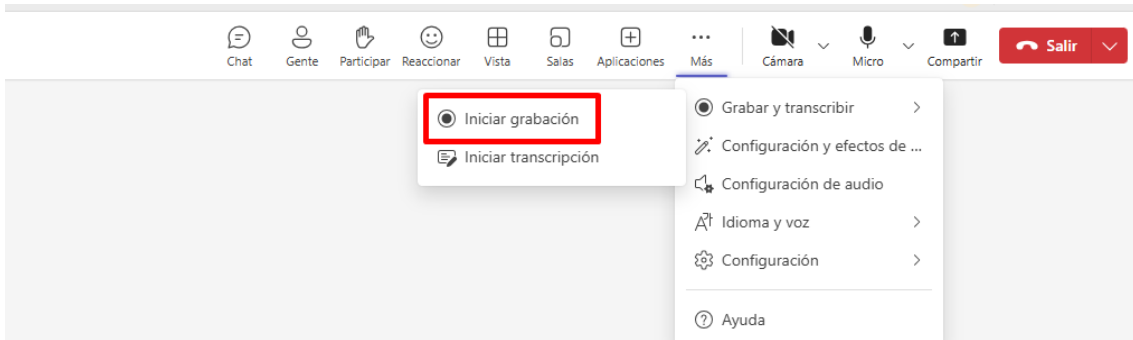 Chat Gente Participar Reaccionar Vista Salas Aplicaciones Más Cámara Micro Compartir Salir
Iniciar grabación
Iniciar transcripción
Grabar y transcribir
Configuración y efectos de ...
Configuración de audio
Idioma y voz
Configuración
Ayuda